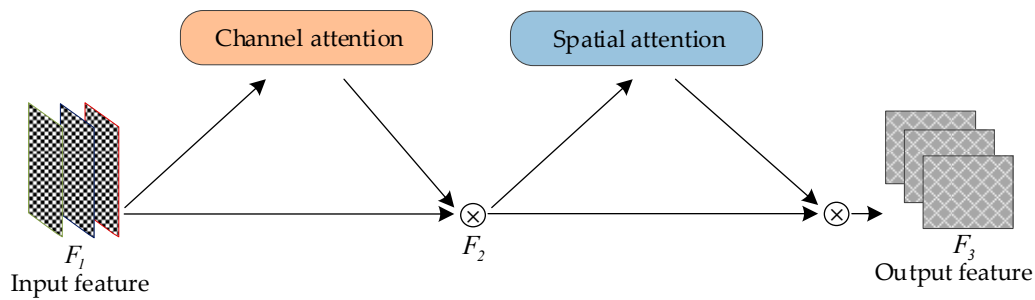 Channel attention
Spatial attention
F₁
Input feature
F₂
F₃
Output feature